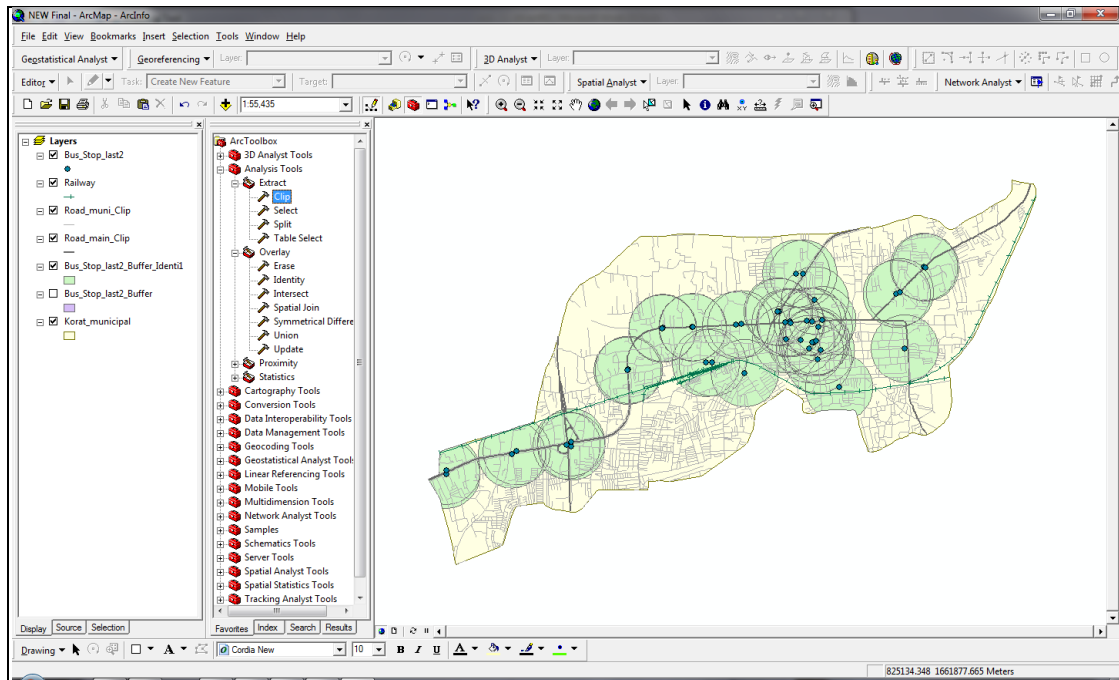 NEW Final - ArcMap - ArcInfo
File Edit View Bookmarks Insert Selection Tools Window Help
Geostatistical Analyst Georeferencing Layer: 3D Analyst Layer:
Editor Task: Create New Feature Target: Spatial Analyst Layer: Network Analyst
1:55,435
Layers
Bus_Stop_last2
Railway
Road_muni_Clip
Road_main_Clip
Bus_Stop_last2_Buffer_Identi1
Bus_Stop_last2_Buffer
Korat_municipal
Display Source Selection
ArcToolbox
3D Analyst Tools
Analysis Tools
Extract
Clip
Select
Split
Table Select
Overlay
Erase
Identity
Intersect
Spatial Join
Symmetrical Differe
Union
Update
Proximity
Statistics
Cartography Tools
Conversion Tools
Data Interoperability Tools
Data Management Tools
Geocoding Tools
Geostatistical Analyst Tools
Linear Referencing Tools
Mobile Tools
Multidimension Tools
Network Analyst Tools
Samples
Schematics Tools
Server Tools
Spatial Analyst Tools
Spatial Statistics Tools
Tracking Analyst Tools
Favorites Index Search Results
Drawing A Cordia New 10 B I U A
825134.348 1661877.665 Meters